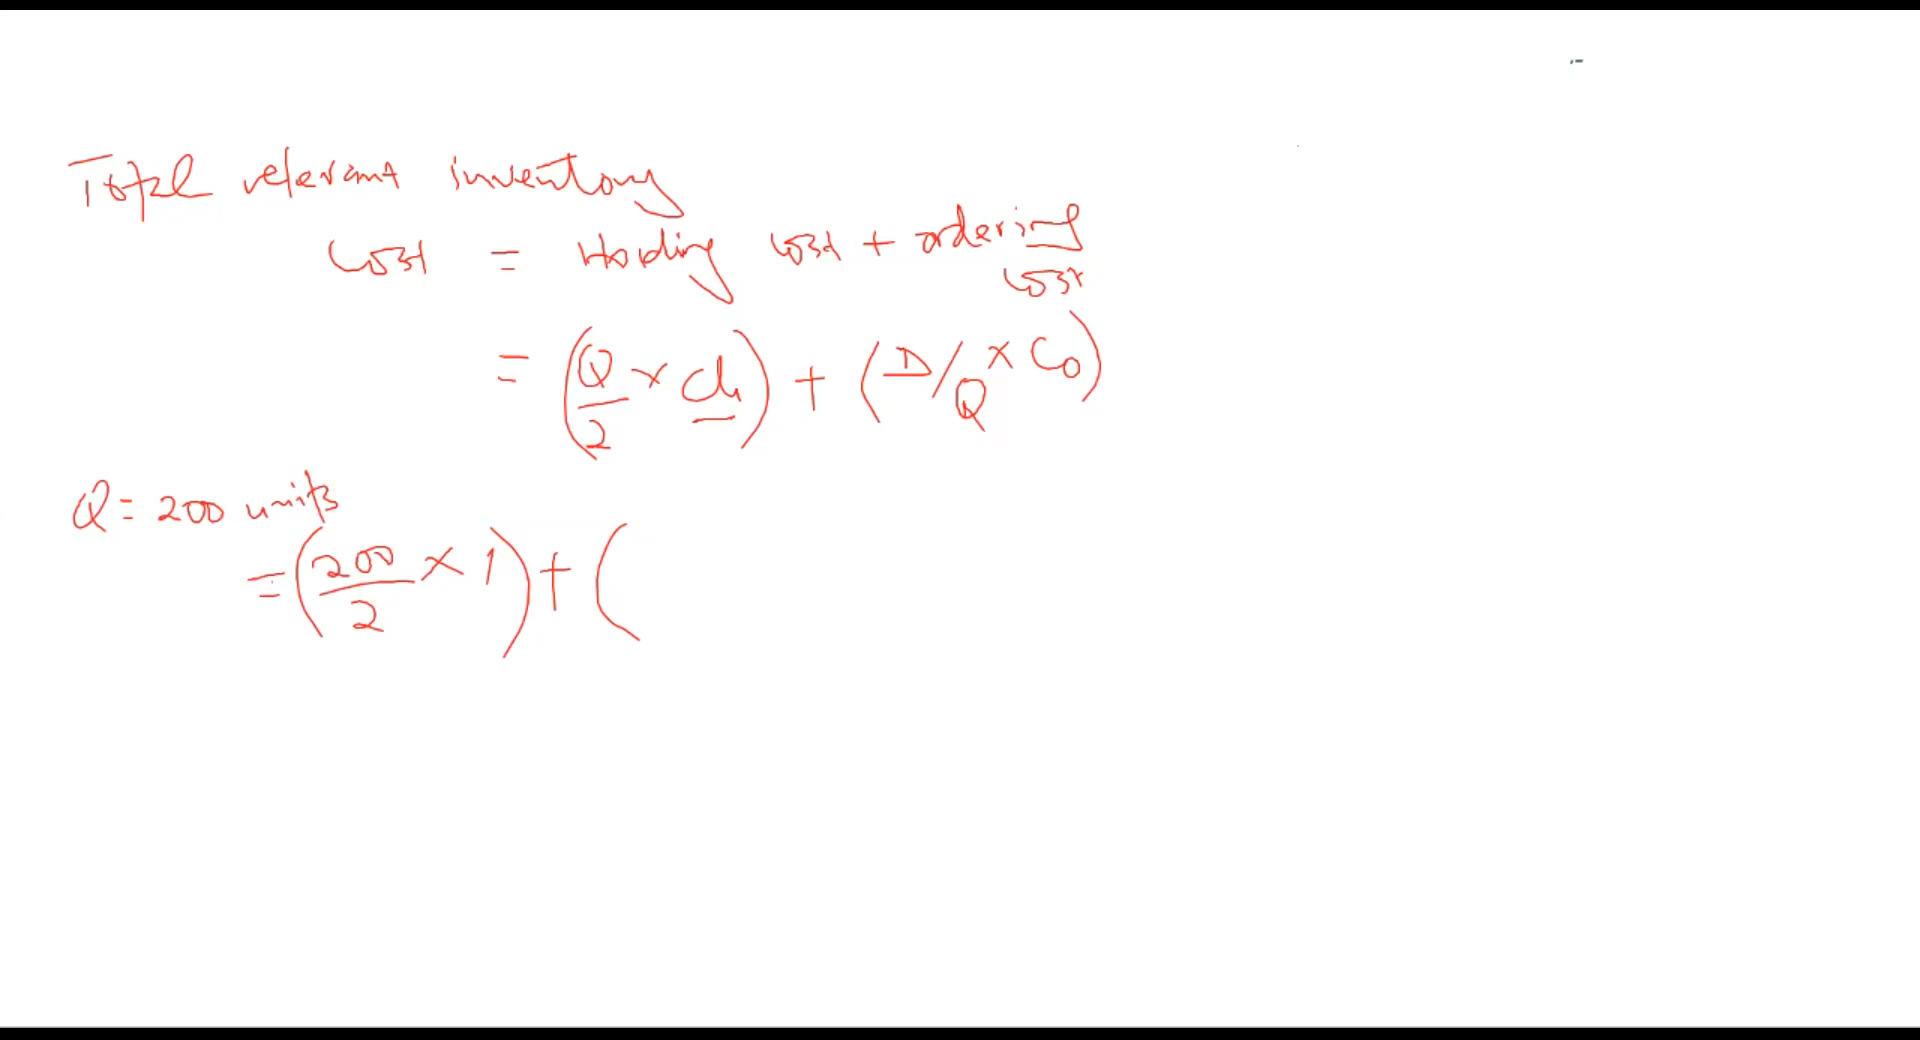 Total relevant inventory
Cost = Holding cost + ordering cost
= (Q/2 × Ch) + (D/Q × Co)
Q = 200 units
= (200/2 × 1) + (